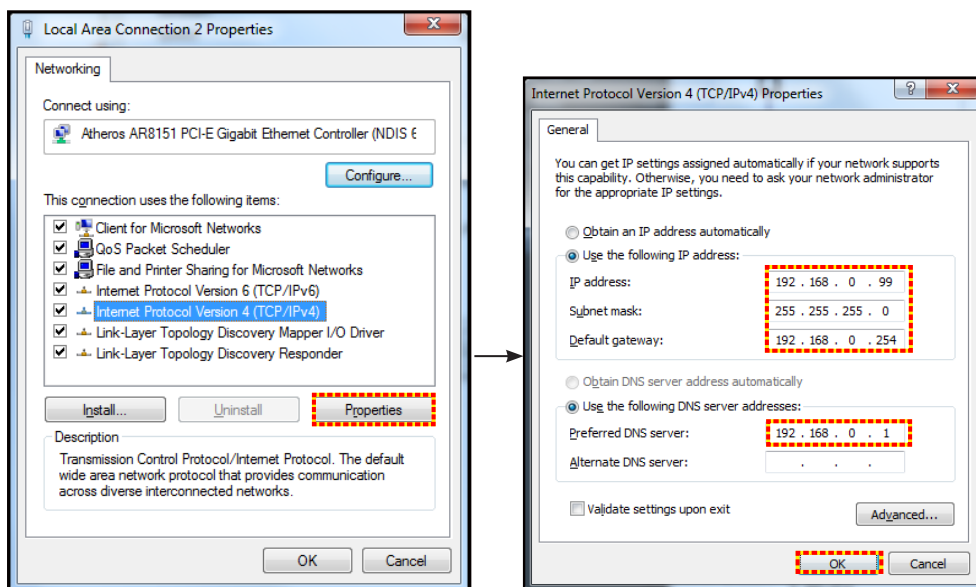 Local Area Connection 2 Properties
Networking
Connect using:
Atheros AR8151 PCI-E Gigabit Ethernet Controller (NDIS 6
Configure...
This connection uses the following items:
Client for Microsoft Networks
QoS Packet Scheduler
File and Printer Sharing for Microsoft Networks
Internet Protocol Version 6 (TCP/IPv6)
Internet Protocol Version 4 (TCP/IPv4)
Link-Layer Topology Discovery Mapper I/O Driver
Link-Layer Topology Discovery Responder
Install...
Uninstall
Properties
Description
Transmission Control Protocol/Internet Protocol. The default
wide area network protocol that provides communication
across diverse interconnected networks.
OK
Cancel
Internet Protocol Version 4 (TCP/IPv4) Properties
General
You can get IP settings assigned automatically if your network supports
this capability. Otherwise, you need to ask your network administrator
for the appropriate IP settings.
Obtain an IP address automatically
Use the following IP address:
IP address: 192 . 168 . 0 . 99
Subnet mask: 255 . 255 . 255 . 0
Default gateway: 192 . 168 . 0 . 254
Obtain DNS server address automatically
Use the following DNS server addresses:
Preferred DNS server: 192 . 168 . 0 . 1
Alternate DNS server: . . .
Validate settings upon exit
Advanced...
OK
Cancel